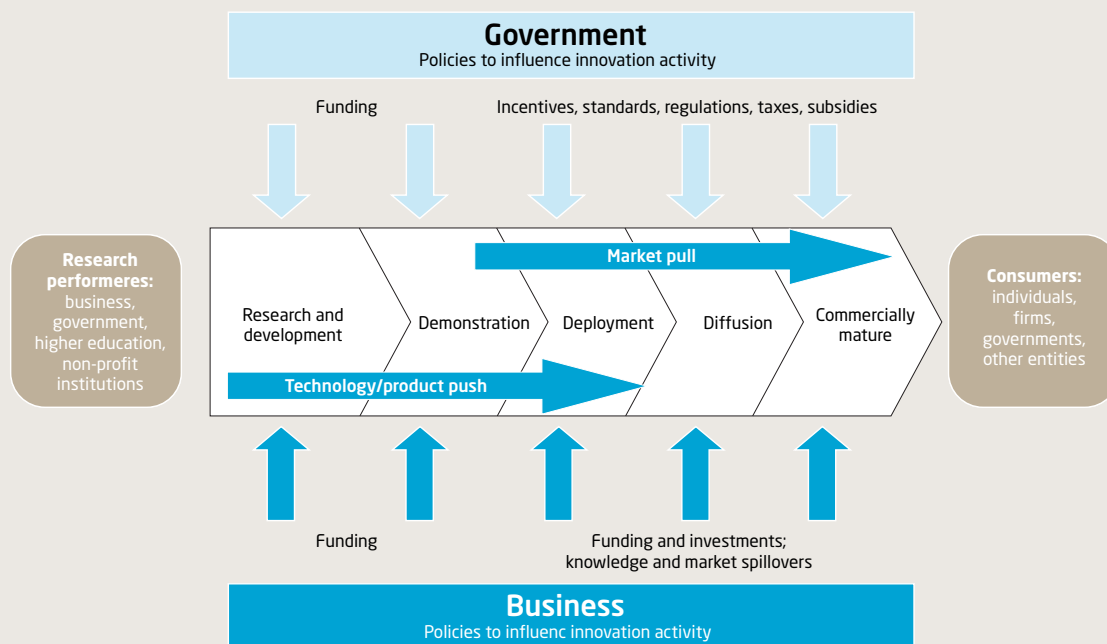 Government
Policies to influence innovation activity
Funding
Incentives, standards, regulations, taxes, subsidies
Research
performeres:
business,
government,
higher education,
non-profit
institutions
Market pull
Research and
development
Demonstration
Deployment
Diffusion
Commercially
mature
Technology/product push
Consumers:
individuals,
firms,
governments,
other entities
Funding
Funding and investments;
knowledge and market spillovers
Business
Policies to influenc innovation activity